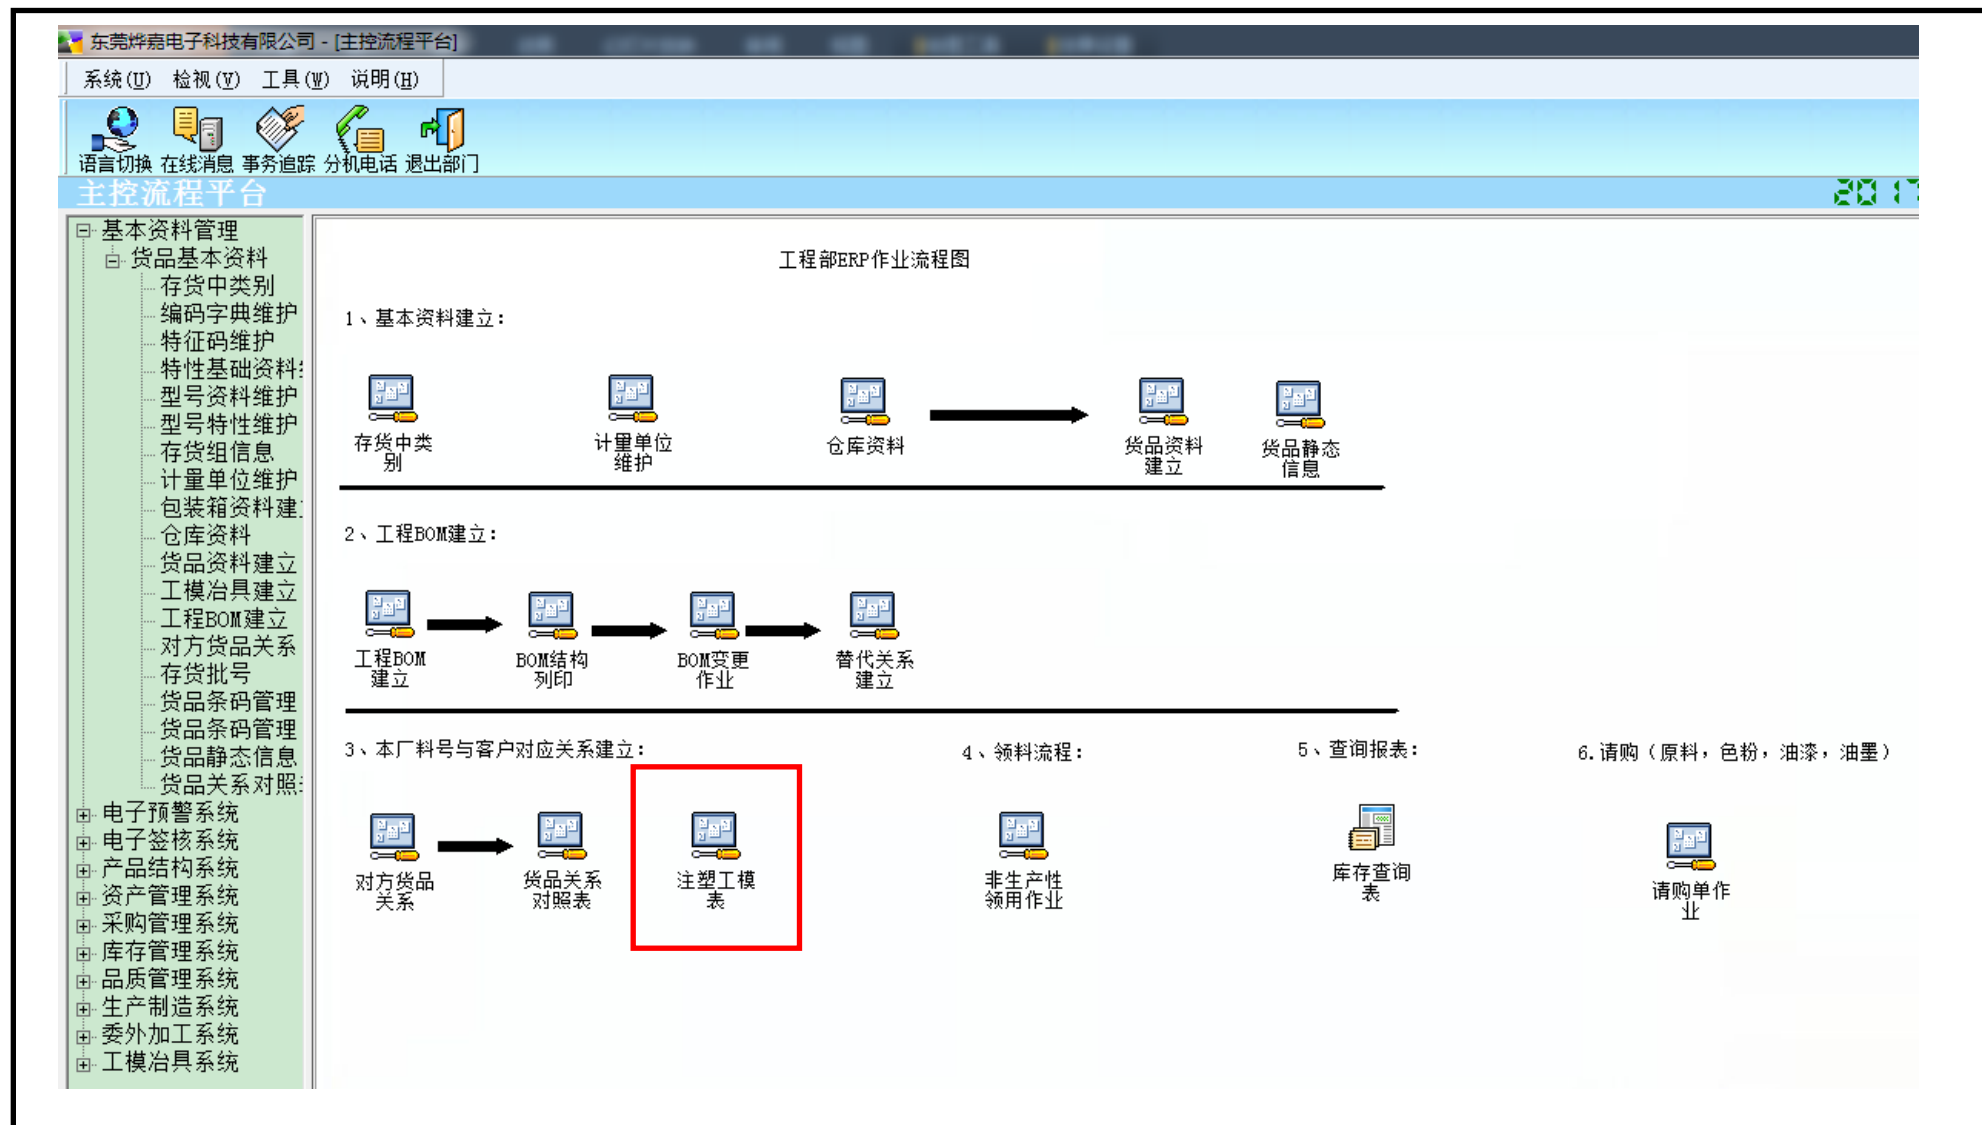 东莞烨嘉电子科技有限公司 - [主控流程平台]
系统(U) 检视(V) 工具(W) 说明(H)
语言切换 在线消息 事务追踪 分机电话 退出部门
主控流程平台
2017
基本资料管理
货品基本资料
存货中类别
编码字典维护
特征码维护
特性基础资料
型号资料维护
型号特性维护
存货组信息
计量单位维护
包装箱资料建
仓库资料
货品资料建立
工模冶具建立
工程BOM建立
对方货品关系
存货批号
货品条码管理
货品条码管理
货品静态信息
货品关系对照
电子预警系统
电子签核系统
产品结构系统
资产管理系统
采购管理系统
库存管理系统
品质管理系统
生产制造系统
委外加工系统
工模冶具系统
工程部ERP作业流程图
1、基本资料建立:
存货中类
别
计量单位
维护
仓库资料
货品资料
建立
货品静态
信息
2、工程BOM建立:
工程BOM
建立
BOM结构
列印
BOM变更
作业
替代关系
建立
3、本厂料号与客户对应关系建立:
对方货品
关系
货品关系
对照表
注塑工模
表
4、领料流程:
非生产性
领用作业
5、查询报表:
库存查询
表
6.请购（原料，色粉，油漆，油墨）
请购单作
业